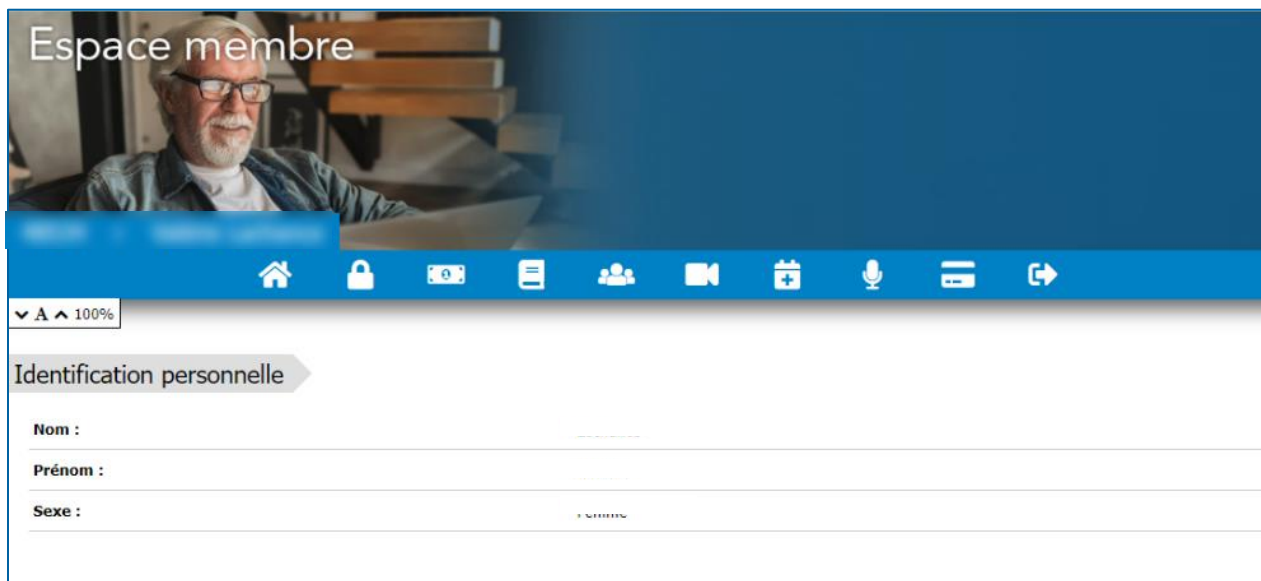 Espace membre
A 100%
Identification personnelle
Nom :
Prénom :
Sexe :